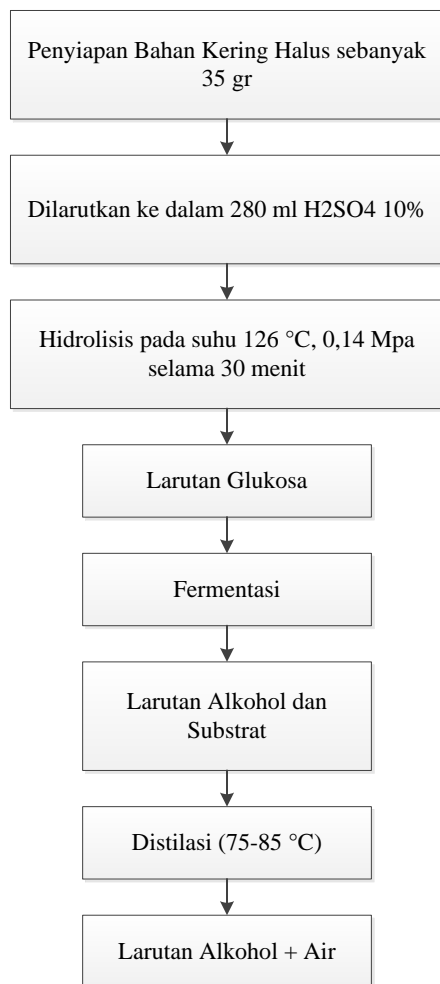 Penyiapan Bahan Kering Halus sebanyak
35 gr
Dilarutkan ke dalam 280 ml H2SO4 10%
Hidrolisis pada suhu 126 °C, 0,14 Mpa
selama 30 menit
Larutan Glukosa
Fermentasi
Larutan Alkohol dan
Substrat
Distilasi (75-85 °C)
Larutan Alkohol + Air